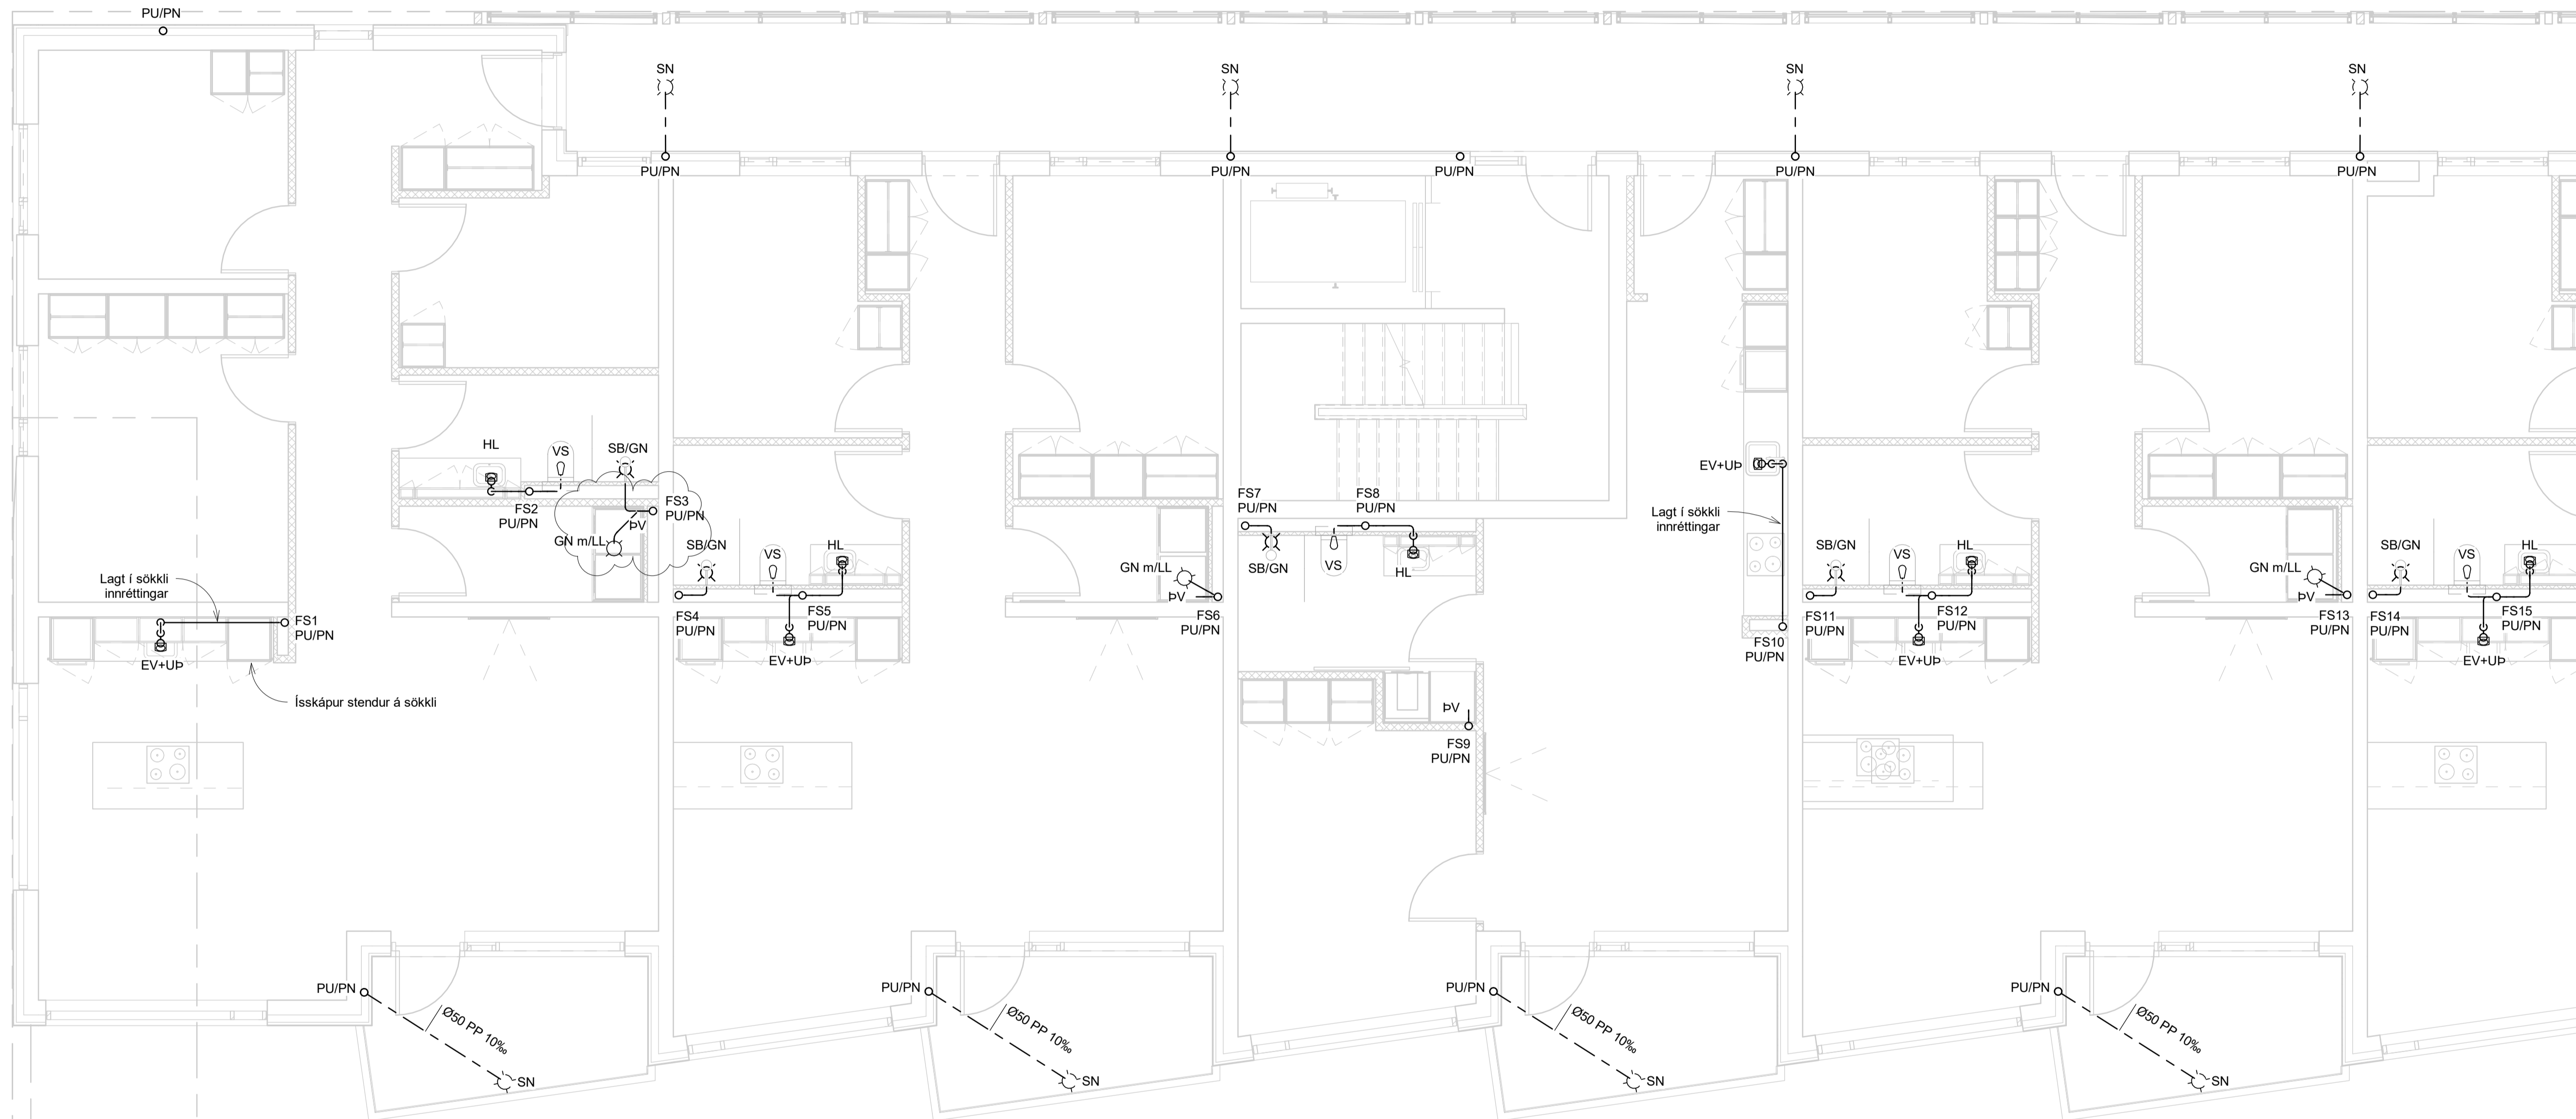 PU/PN
SN
SN
SN
SN
PU/PN
PU/PN
PU/PN
PU/PN
PU/PN
HL
VS
SB/GN
FS2
PU/PN
FS3
PU/PN
ÞV
GN m/LL
SB/GN
VS
HL
FS4
PU/PN
FS5
PU/PN
EV+UÞ
Lagt í sökkli
innréttingar
FS1
PU/PN
EV+UÞ
Ísskápur stendur á sökkli
GN m/LL
ÞV
FS6
PU/PN
FS7
PU/PN
FS8
PU/PN
SB/GN
VS
HL
ÞV
FS9
PU/PN
EV+UÞ
Lagt í sökkli
innréttingar
FS10
PU/PN
SB/GN
VS
HL
FS11
PU/PN
FS12
PU/PN
EV+UÞ
GN m/LL
ÞV
FS13
PU/PN
SB/GN
VS
HL
FS14
PU/PN
FS15
PU/PN
EV+UÞ
PU/PN
Ø50 PP 10‰
SN
PU/PN
Ø50 PP 10‰
SN
PU/PN
Ø50 PP 10‰
SN
PU/PN
Ø50 PP 10‰
SN